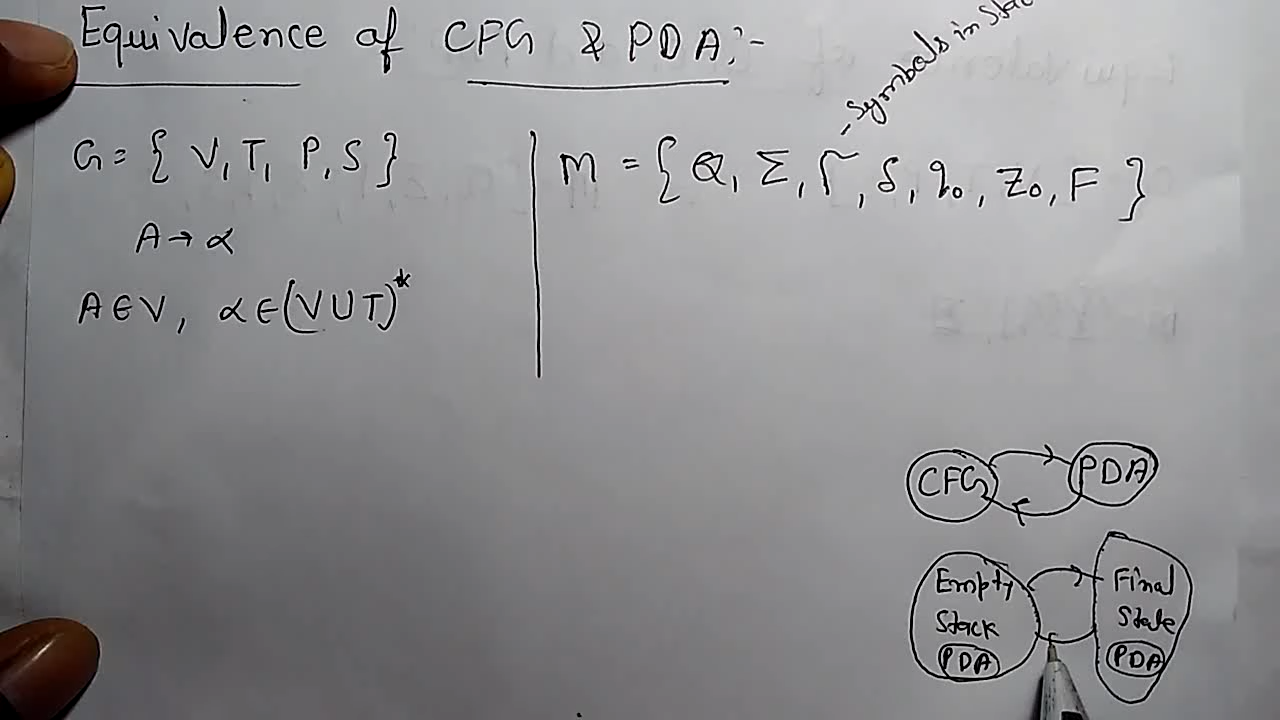 Equivalence of CFG & PDA:-
Symbols in Stac
G = { V, T, P, S }
A → α
A ∈ V, α ∈ (V ∪ T)*
M = { Q, Σ, Γ, δ, q₀, Z₀, F }
CFG PDA
Empty Stack PDA
Final State PDA